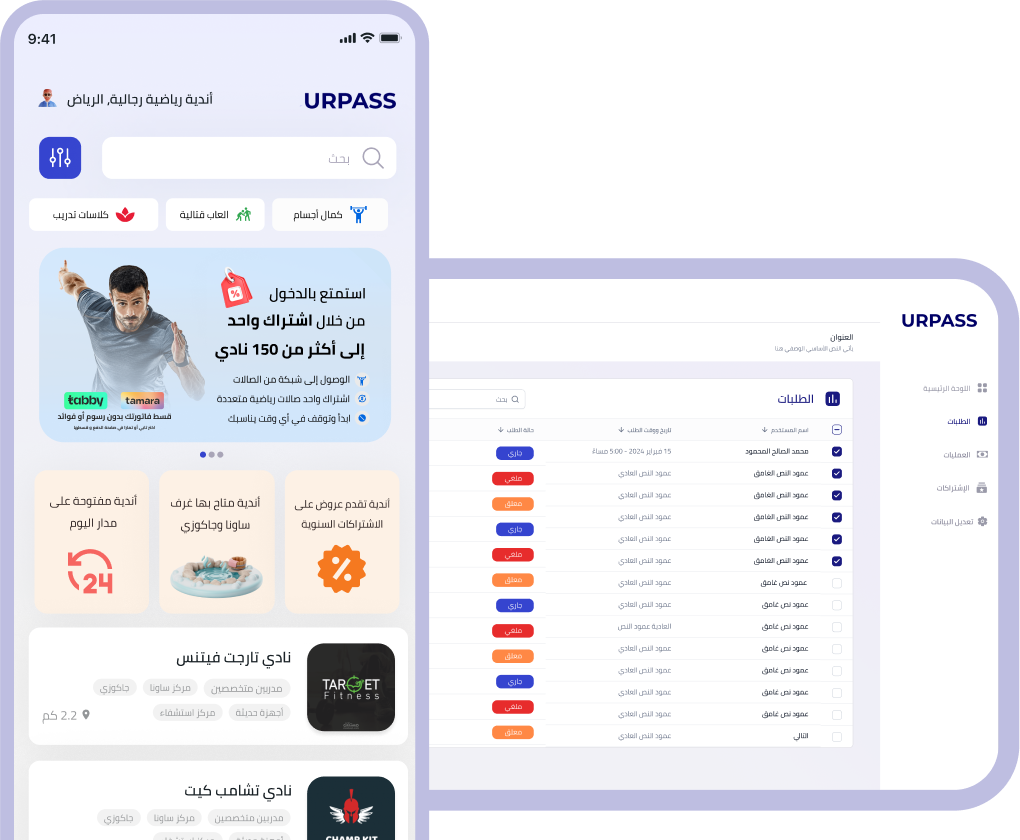 9:41
URPASS
أندية رياضية رجالية, الرياض
بحث
كمال أجسام
العاب قتالية
كلاسات تدريب
استمتع بالدخول
من خلال اشتراك واحد
إلى أكثر من 150 نادي
الوصول إلى شبكة من الصالات
اشتراك واحد صالات رياضية متعددة
ابدأ وتوقف في أي وقت يناسبك
tabby
tamara
قسط فاتورتك بدون رسوم أو فوائد
أندية تقدم عروض على
الاشتراكات السنوية
أندية متاح بها غرف
ساونا وجاكوزي
أندية مفتوحة على
مدار اليوم
24
نادي تارجت فيتنس
مدربين متخصصين
مركز ساونا
جاكوزي
أجهزة حديثة
مركز استشفاء
2.2 كم
TARGET
Fitness
نادي تشامب كيت
مدربين متخصصين
مركز ساونا
جاكوزي
CHAMP KIT
URPASS
اللوحة الرئيسية
الطلبات
العمليات
الإشتراكات
تعديل البيانات
العنوان
يأتي النص الأساسي الوصفي هنا
الطلبات
بحث
اسم المستخدم
تاريخ ووقت الطلب
حالة الطلب
محمد الصالح المحمود
15 فبراير 2024 - 5:00 مساءً
جاري
عمود النص الغامق
عمود النص العادي
ملغي
عمود النص الغامق
عمود النص العادي
معلق
عمود النص الغامق
عمود النص العادي
جاري
عمود النص الغامق
عمود النص العادي
ملغي
عمود النص الغامق
عمود النص العادي
معلق
عمود نص غامق
عمود النص العادي
جاري
عمود نص غامق
عمود النص العادي
ملغي
عمود نص غامق
العادية عمود النص
معلق
عمود نص غامق
عمود النص العادي
جاري
عمود نص غامق
عمود النص العادي
ملغي
عمود نص غامق
عمود النص العادي
معلق
عمود نص غامق
عمود النص العادي
التالي
عمود النص العادي